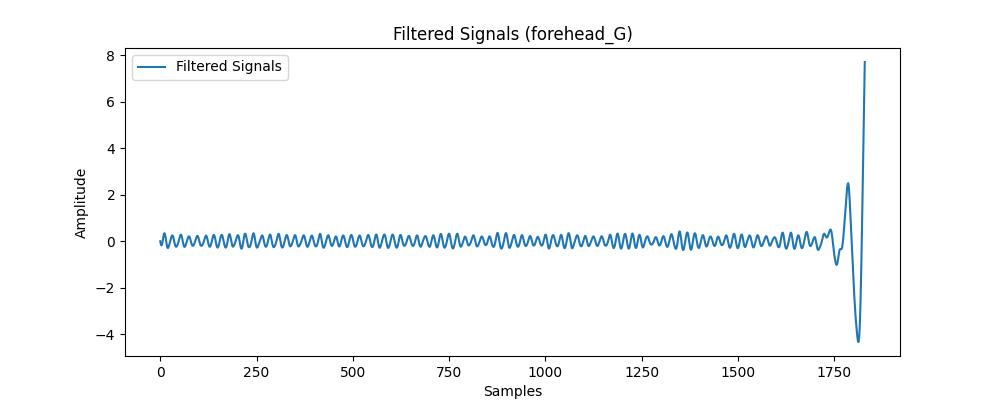 Filtered Signals (forehead_G)
Filtered Signals
8
6
4
2
0
−2
−4
Amplitude
0 250 500 750 1000 1250 1500 1750
Samples